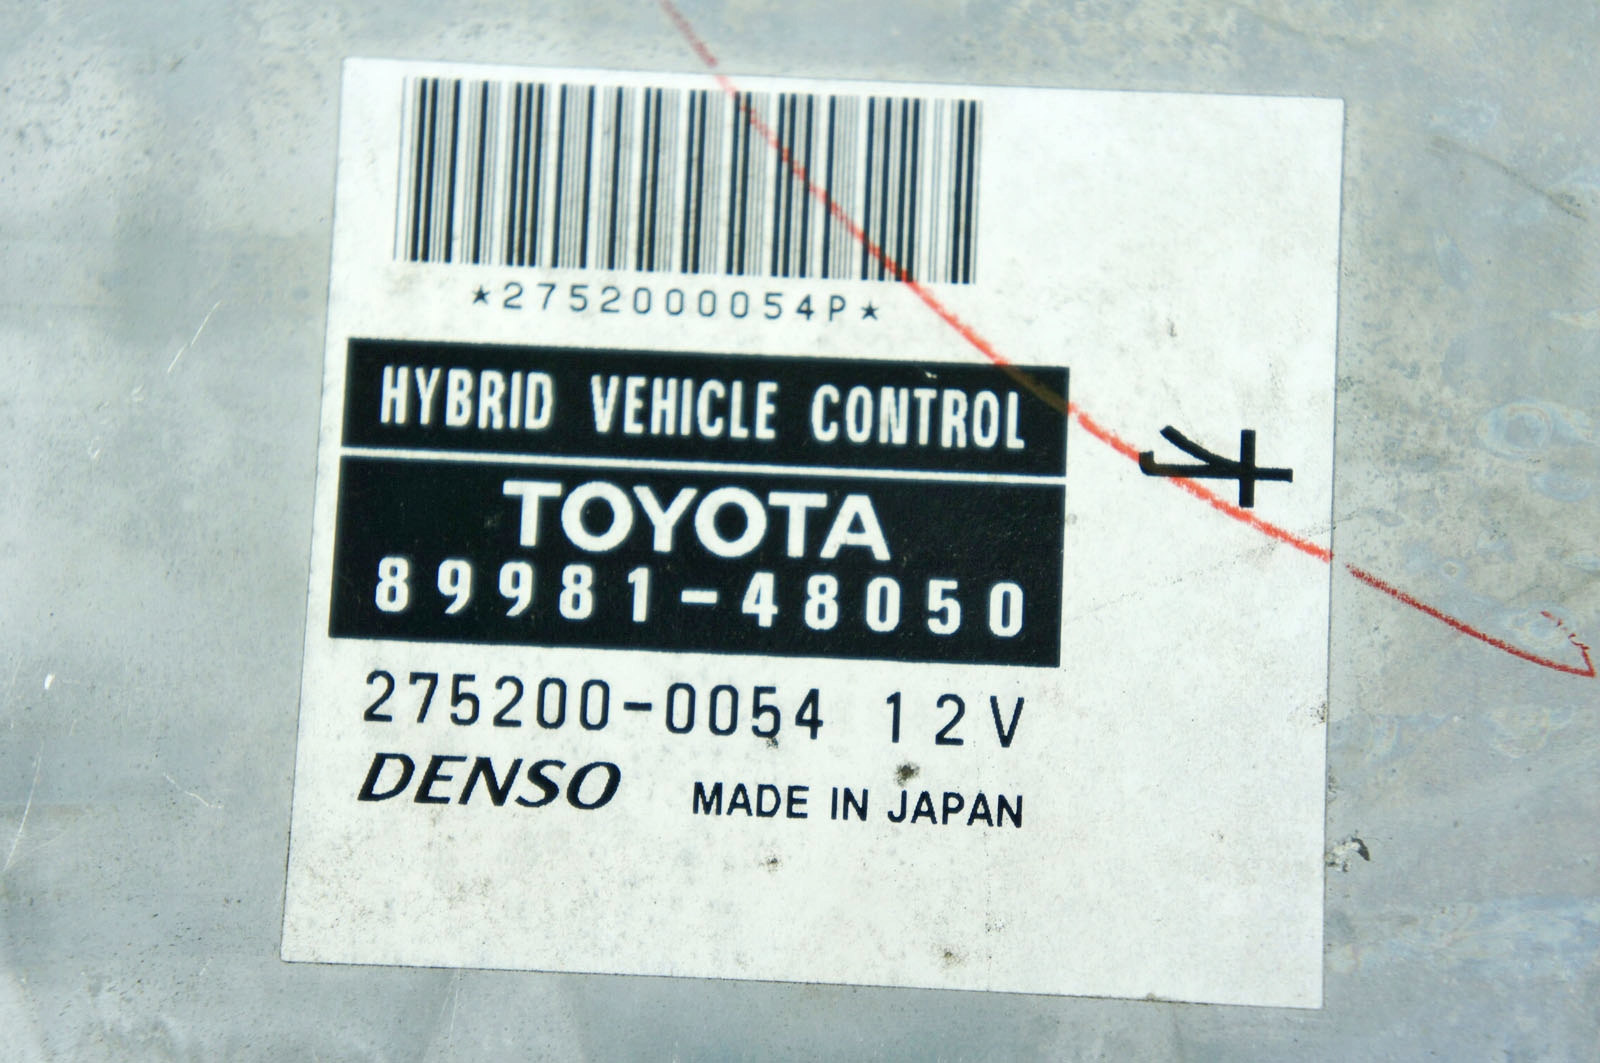 *2752000054P*
HYBRID VEHICLE CONTROL
TOYOTA
89981-48050
275200-0054 12V
DENSO MADE IN JAPAN